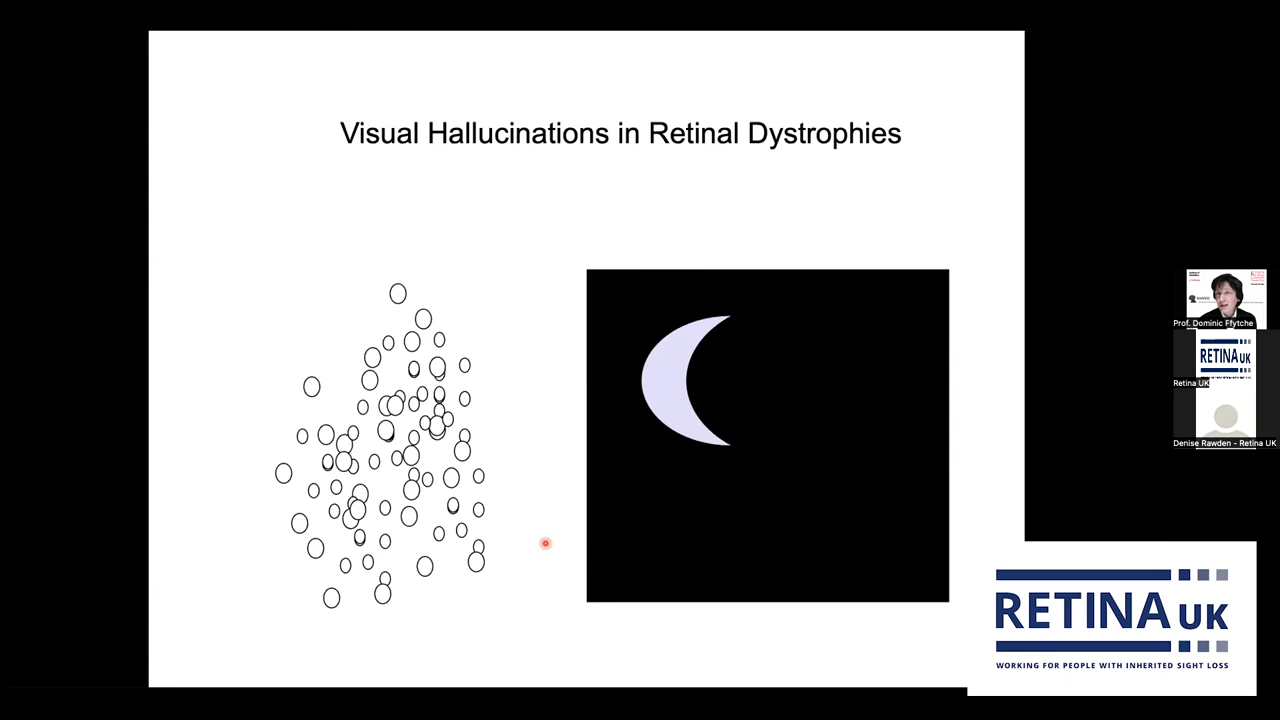 Visual Hallucinations in Retinal Dystrophies
Prof. Dominic Ffytche
RETINA UK
Retina UK
Denise Rawden - Retina UK
RETINA UK
WORKING FOR PEOPLE WITH INHERITED SIGHT LOSS